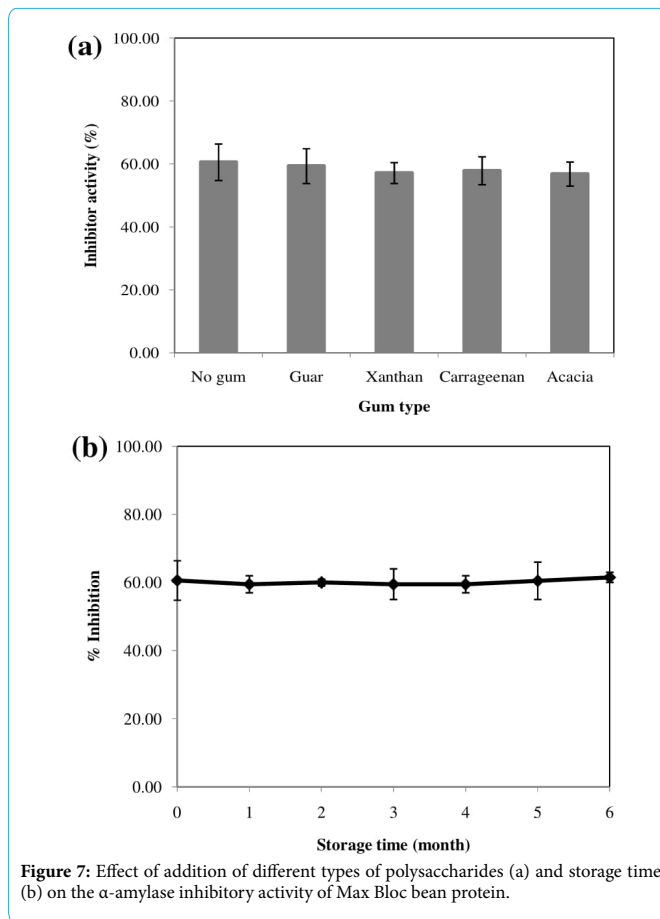 (a)
100.00
80.00
60.00
40.00
20.00
0.00
Inhibitor activity (%)
No gum Guar Xanthan Carrageenan Acacia
Gum type
(b)
100.00
80.00
60.00
40.00
20.00
0.00
% Inhibition
0 1 2 3 4 5 6
Storage time (month)
Figure 7: Effect of addition of different types of polysaccharides (a) and storage time
(b) on the α-amylase inhibitory activity of Max Bloc bean protein.